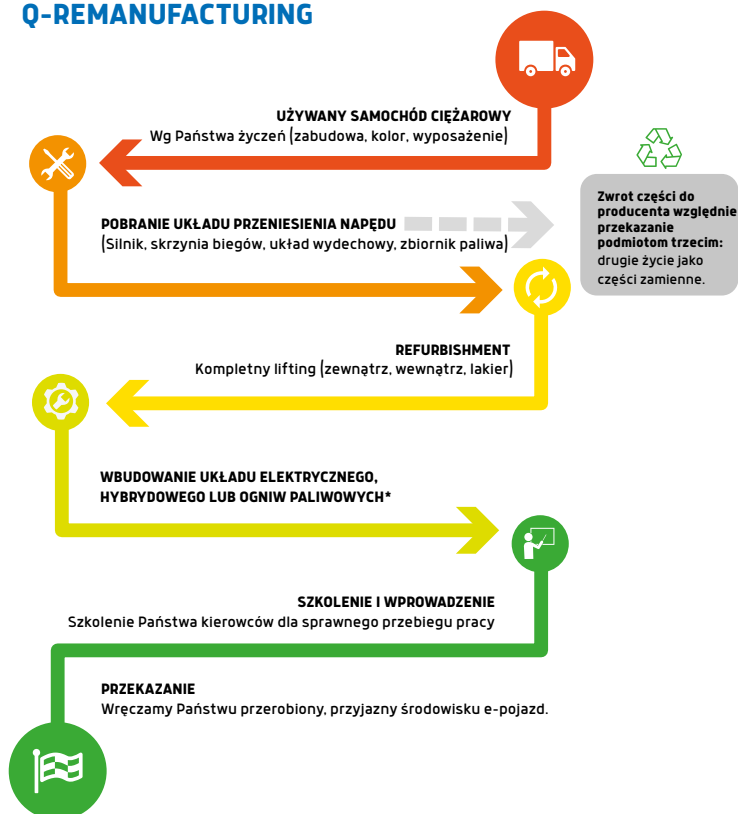 Q-REMANUFACTURING
UŻYWANY SAMOCHÓD CIĘŻAROWY
Wg Państwa życzeń (zabudowa, kolor, wyposażenie)
POBRANIE UKŁADU PRZENIESIENIA NAPĘDU
(Silnik, skrzynia biegów, układ wydechowy, zbiornik paliwa)
Zwrot części do
producenta względnie
przekazanie
podmiotom trzecim:
drugie życie jako
części zamienne.
REFURBISHMENT
Kompletny lifting (zewnątrz, wewnątrz, lakier)
WBUDOWANIE UKŁADU ELEKTRYCZNEGO,
HYBRYDOWEGO LUB OGNIW PALIWOWYCH*
SZKOLENIE I WPROWADZENIE
Szkolenie Państwa kierowców dla sprawnego przebiegu pracy
PRZEKAZANIE
Wręczamy Państwu przerobiony, przyjazny środowisku e-pojazd.